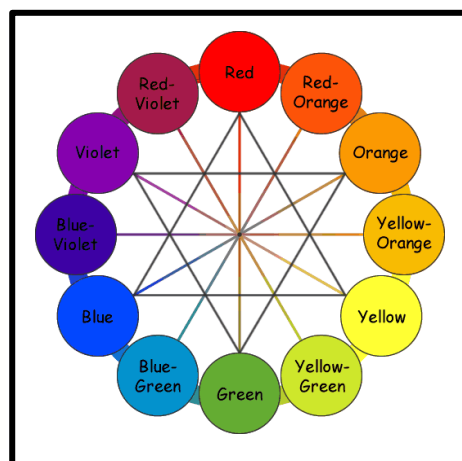 Red
Red-
Orange
Orange
Yellow-
Orange
Yellow
Yellow-
Green
Green
Blue-
Green
Blue
Blue-
Violet
Violet
Red-
Violet